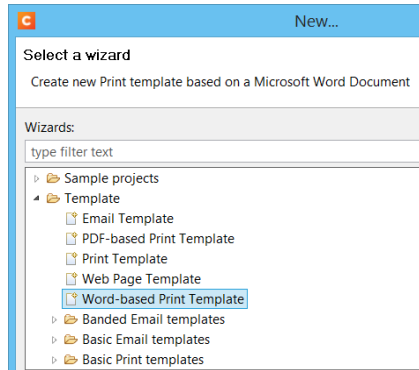 C
New...
Select a wizard
Create new Print template based on a Microsoft Word Document
Wizards:
type filter text
Sample projects
Template
Email Template
PDF-based Print Template
Print Template
Web Page Template
Word-based Print Template
Banded Email templates
Basic Email templates
Basic Print templates